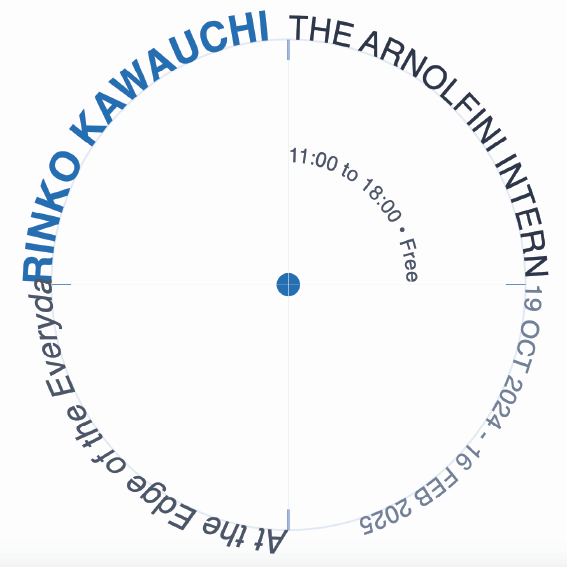 THE ARNOLFINI INTERN
19 OCT 2024 - 16 FEB 2025
At the Edge of the Everyda
RINKO KAWAUCHI
11:00 to 18:00 • Free